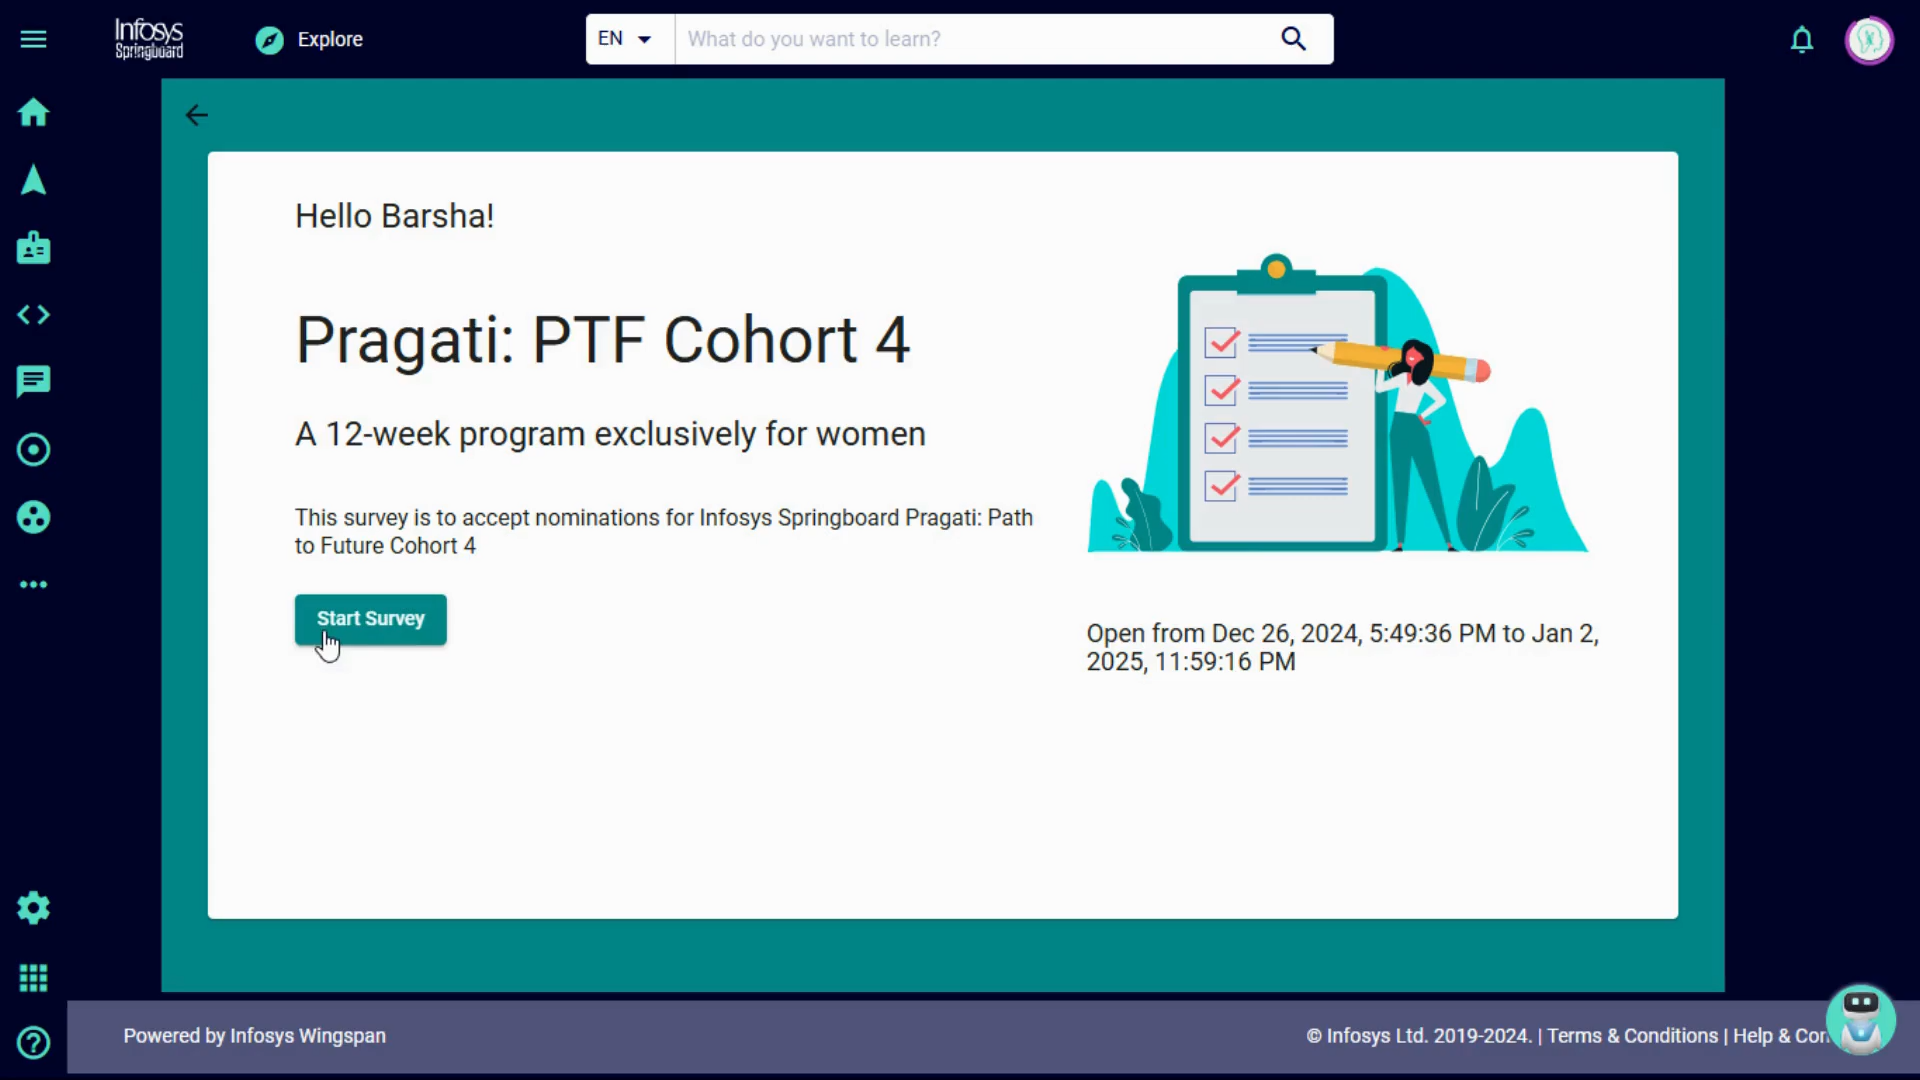 Infosys
Springboard
Explore
EN
What do you want to learn?
Hello Barsha!
Pragati: PTF Cohort 4
A 12-week program exclusively for women
This survey is to accept nominations for Infosys Springboard Pragati: Path
to Future Cohort 4
Start Survey
Open from Dec 26, 2024, 5:49:36 PM to Jan 2,
2025, 11:59:16 PM
Powered by Infosys Wingspan
© Infosys Ltd. 2019-2024. | Terms & Conditions | Help &